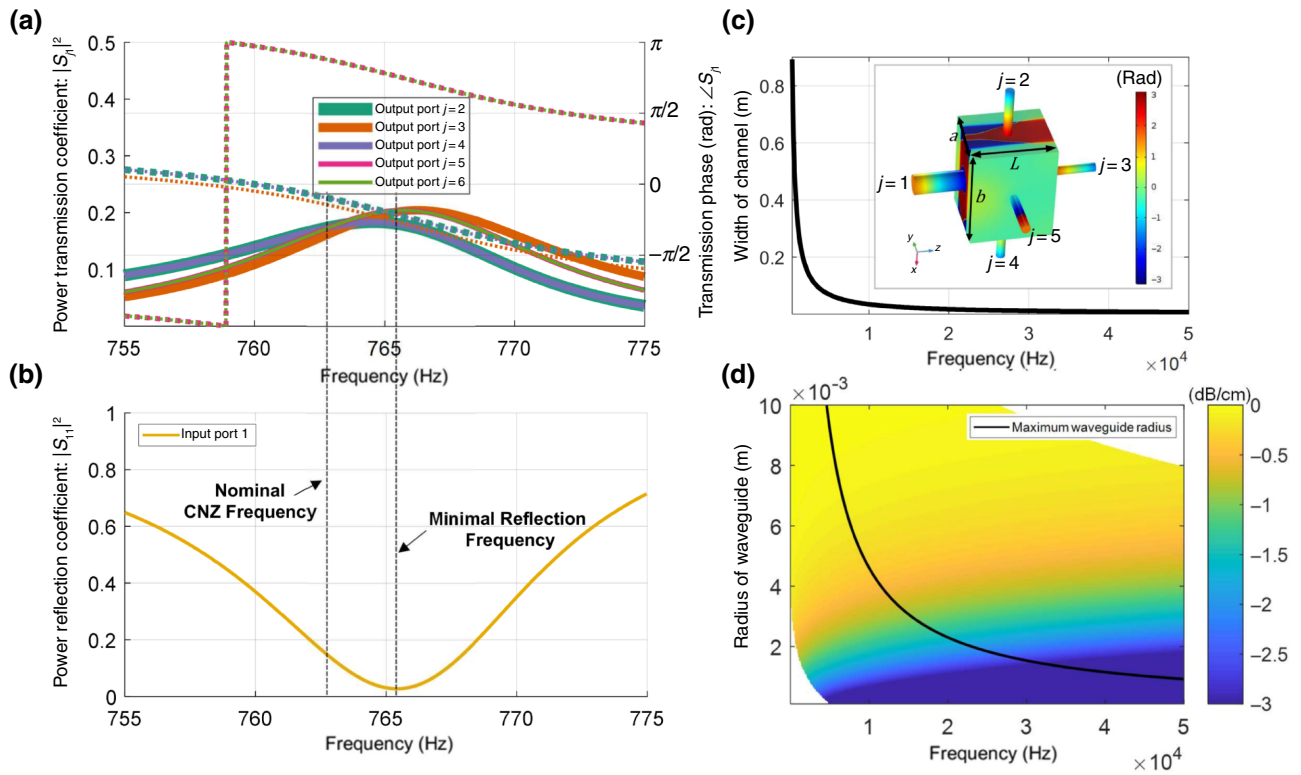 (a)
Power transmission coefficient: |S_j1|²
0.5
0.4
0.3
0.2
0.1
π
π/2
0
−π/2
Transmission phase (rad): ∠S_j1
Output port j = 2
Output port j = 3
Output port j = 4
Output port j = 5
Output port j = 6
755 760 765 770 775
Frequency (Hz)
(b)
Power reflection coefficient: |S_11|²
1
0.8
0.6
0.4
0.2
0
Input port 1
Nominal
CNZ Frequency
Minimal Reflection
Frequency
755 760 765 770 775
Frequency (Hz)
(c)
Width of channel (m)
0.8
0.6
0.4
0.2
(Rad)
3
2
1
0
−1
−2
−3
j = 2
j = 3
j = 1
j = 5
j = 4
a
L
b
y
z
x
1 2 3 4 5
Frequency (Hz)
× 10⁴
(d)
× 10⁻³
Radius of waveguide (m)
10
8
6
4
2
Maximum waveguide radius
(dB/cm)
0
−0.5
−1
−1.5
−2
−2.5
−3
1 2 3 4 5
Frequency (Hz)
× 10⁴